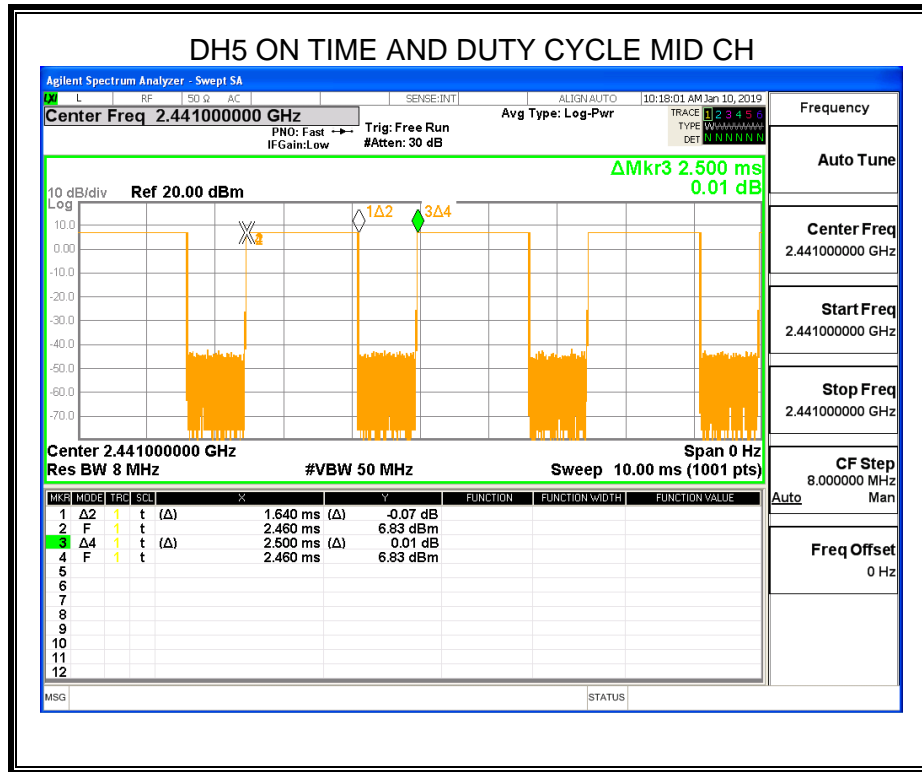 DH5 ON TIME AND DUTY CYCLE MID CH
Agilent Spectrum Analyzer - Swept SA
LXI L RF 50 Ω AC SENSE:INT ALIGN AUTO 10:18:01 AM Jan 10, 2019
Center Freq 2.441000000 GHz
PNO: Fast
IFGain:Low
Trig: Free Run
#Atten: 30 dB
Avg Type: Log-Pwr
TRACE 1 2 3 4 5 6
TYPE
DET N N N N N N
ΔMkr3 2.500 ms
0.01 dB
10 dB/div Ref 20.00 dBm
Log
10.0
0.00
-10.0
-20.0
-30.0
-40.0
-50.0
-60.0
-70.0
1Δ2
3Δ4
Center 2.441000000 GHz Span 0 Hz
Res BW 8 MHz #VBW 50 MHz Sweep 10.00 ms (1001 pts)
MKR MODE TRC SCL X Y FUNCTION FUNCTION WIDTH FUNCTION VALUE
1 Δ2 1 t (Δ) 1.640 ms (Δ) -0.07 dB
2 F 1 t 2.460 ms 6.83 dBm
3 Δ4 1 t (Δ) 2.500 ms (Δ) 0.01 dB
4 F 1 t 2.460 ms 6.83 dBm
5
6
7
8
9
10
11
12
MSG STATUS
Frequency
Auto Tune
Center Freq
2.441000000 GHz
Start Freq
2.441000000 GHz
Stop Freq
2.441000000 GHz
CF Step
8.000000 MHz
Auto Man
Freq Offset
0 Hz